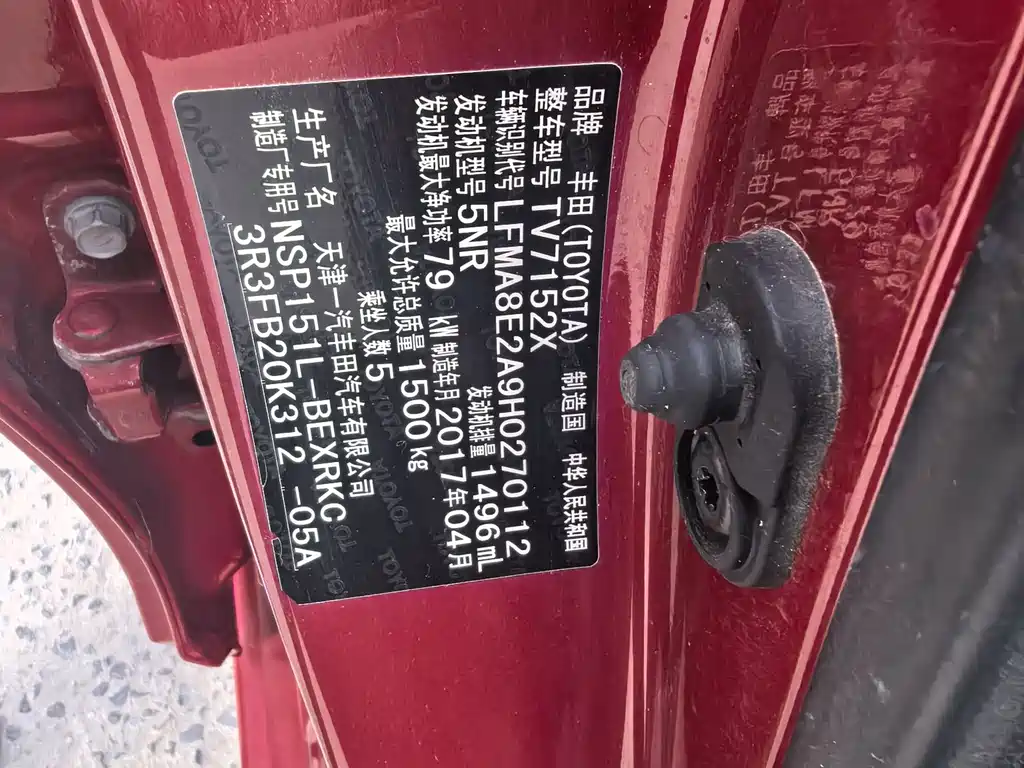 品牌 丰田(TOYOTA) 制造国 中华人民共和国
整车型号 TV7152X
车辆识别代号 LFMA8E2A9H0270112
发动机型号 5NR 发动机排量 1496mL
发动机最大净功率 79 kW 制造年月 2017年04月
最大允许总质量 1500kg
乘坐人数 5
生产厂名 天津一汽丰田汽车有限公司
制造厂专用号 NSP151L-BEXRKC
3R3FB20K312 -05A